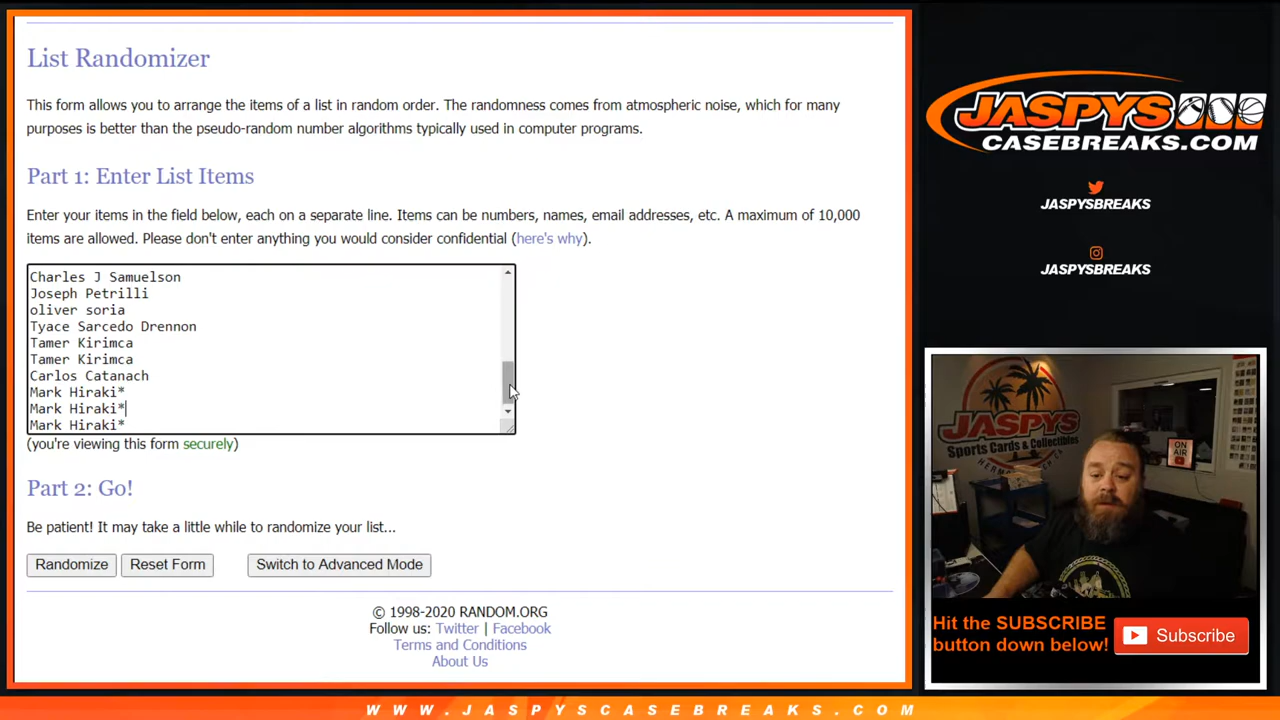 List Randomizer
This form allows you to arrange the items of a list in random order. The randomness comes from atmospheric noise, which for many
purposes is better than the pseudo-random number algorithms typically used in computer programs.
Part 1: Enter List Items
Enter your items in the field below, each on a separate line. Items can be numbers, names, email addresses, etc. A maximum of 10,000
items are allowed. Please don't enter anything you would consider confidential (here's why).
Charles J Samuelson
Joseph Petrilli
oliver soria
Tyace Sarcedo Drennon
Tamer Kirimca
Tamer Kirimca
Carlos Catanach
Mark Hiraki*
Mark Hiraki*
Mark Hiraki*
(you're viewing this form securely)
Part 2: Go!
Be patient! It may take a little while to randomize your list...
Randomize
Reset Form
Switch to Advanced Mode
© 1998-2020 RANDOM.ORG
Follow us: Twitter | Facebook
Terms and Conditions
About Us
JASPYS
CASEBREAKS.COM
JASPYSBREAKS
JASPYSBREAKS
JASPYS
Sports Cards & Collectibles
ON
AIR
Hit the SUBSCRIBE
button down below!
Subscribe
WWW.JASPYSCASEBREAKS.COM